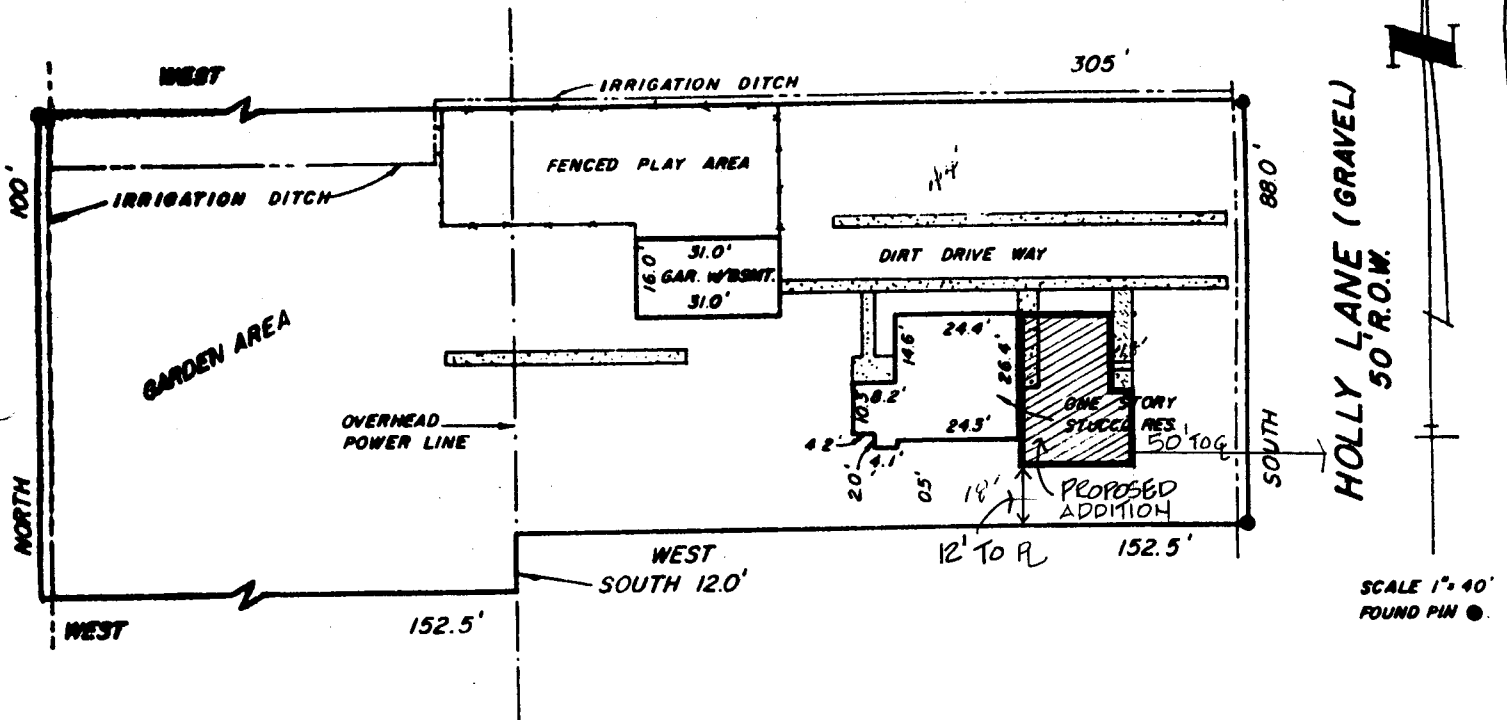 WEST
IRRIGATION DITCH
305'
N
100'
FENCED PLAY AREA
IRRIGATION DITCH
88.0'
HOLLY LANE (GRAVEL)
50' R.O.W.
DIRT DRIVE WAY
31.0'
16.0'
GAR. W/BSMT.
31.0'
GARDEN AREA
24.4'
14.6'
26.4'
8.2'
10.3
ONE STORY
STUCCO RES.
24.3'
OVERHEAD
POWER LINE
4.2'
4.1'
2.0'
0.5'
50' TO ℄
SOUTH
18'
PROPOSED
ADDITION
12' TO PL
NORTH
WEST
152.5'
SOUTH 12.0'
WEST
152.5'
SCALE 1"= 40'
FOUND PIN ●